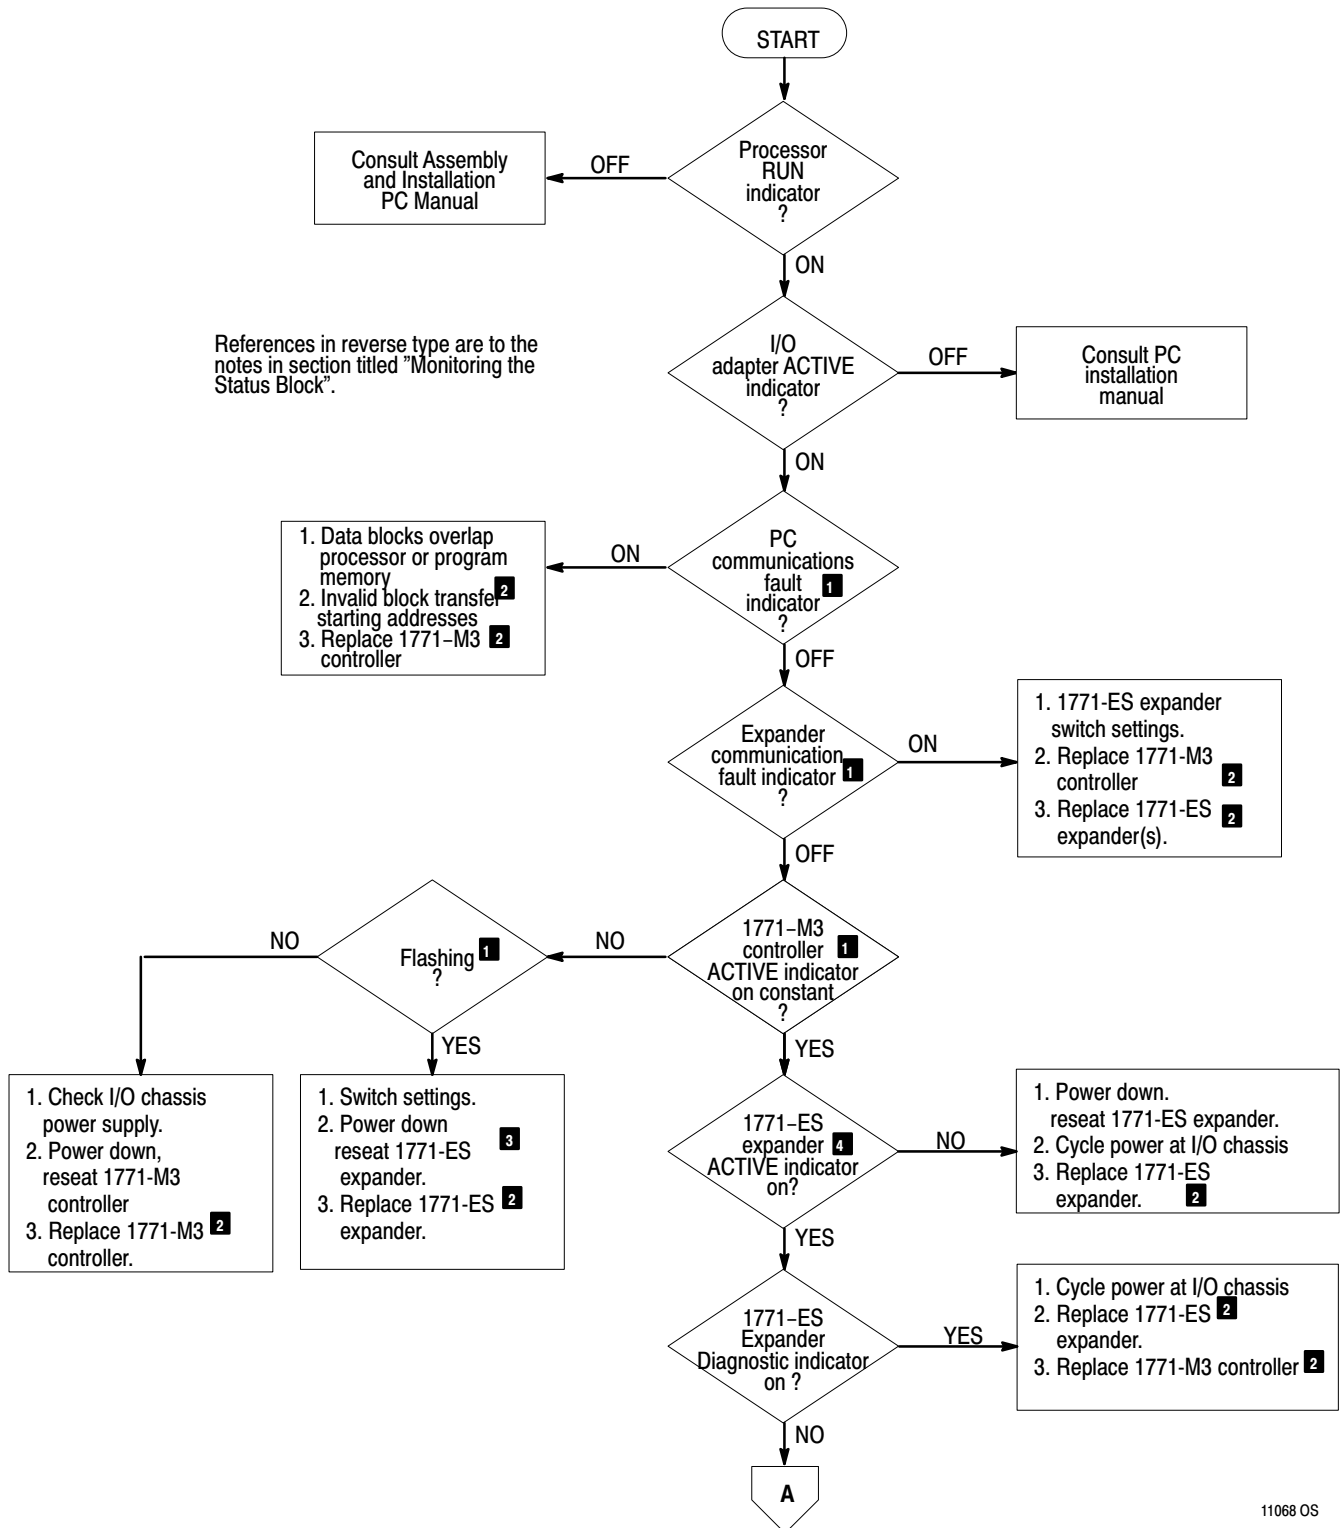 START
Processor
RUN
indicator
?
OFF
Consult Assembly
and Installation
PC Manual
ON
References in reverse type are to the
notes in section titled ”Monitoring the
Status Block”.
I/O
adapter ACTIVE
indicator
?
OFF
Consult PC
installation
manual
ON
PC
communications
fault 1
indicator
?
ON
1. Data blocks overlap
processor or program
memory
2. Invalid block transfer 2
starting addresses
3. Replace 1771–M3 2
controller
OFF
Expander
communication
fault indicator 1
?
ON
1. 1771-ES expander
switch settings.
2. Replace 1771-M3
controller 2
3. Replace 1771-ES 2
expander(s).
OFF
1771–M3
controller 1
ACTIVE indicator
on constant
?
NO
Flashing 1
?
NO
YES
1. Check I/O chassis
power supply.
2. Power down,
reseat 1771-M3
controller
3. Replace 1771-M3 2
controller.
1. Switch settings.
2. Power down
reseat 1771-ES 3
expander.
3. Replace 1771-ES 2
expander.
YES
1771–ES
expander 4
ACTIVE indicator
on?
NO
1. Power down.
reseat 1771-ES expander.
2. Cycle power at I/O chassis
3. Replace 1771-ES
expander. 2
YES
1771–ES
Expander
Diagnostic indicator
on ?
YES
1. Cycle power at I/O chassis
2. Replace 1771-ES 2
expander.
3. Replace 1771-M3 controller 2
NO
A
11068 OS